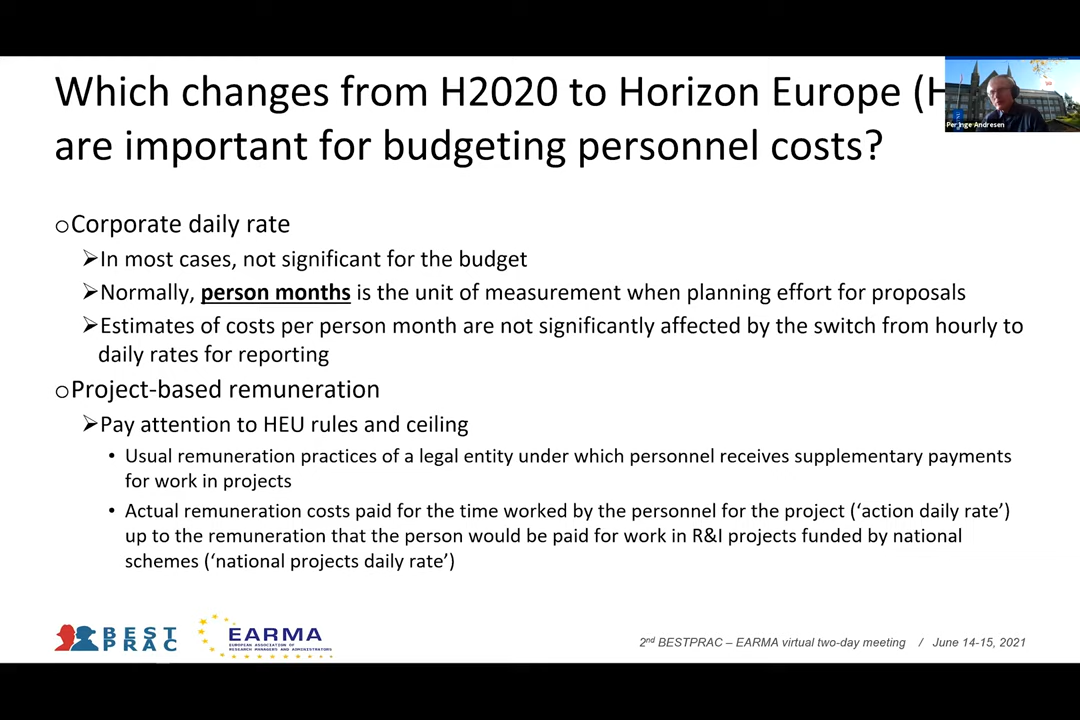 Which changes from H2020 to Horizon Europe (H
are important for budgeting personnel costs?
Per Inge Andresen
oCorporate daily rate
➢In most cases, not significant for the budget
➢Normally, person months is the unit of measurement when planning effort for proposals
➢Estimates of costs per person month are not significantly affected by the switch from hourly to
daily rates for reporting
oProject-based remuneration
➢Pay attention to HEU rules and ceiling
• Usual remuneration practices of a legal entity under which personnel receives supplementary payments
for work in projects
• Actual remuneration costs paid for the time worked by the personnel for the project (‘action daily rate’)
up to the remuneration that the person would be paid for work in R&I projects funded by national
schemes (‘national projects daily rate’)
BEST
PRAC
EARMA
EUROPEAN ASSOCIATION OF
RESEARCH MANAGERS AND ADMINISTRATORS
2nd BESTPRAC – EARMA virtual two-day meeting / June 14-15, 2021